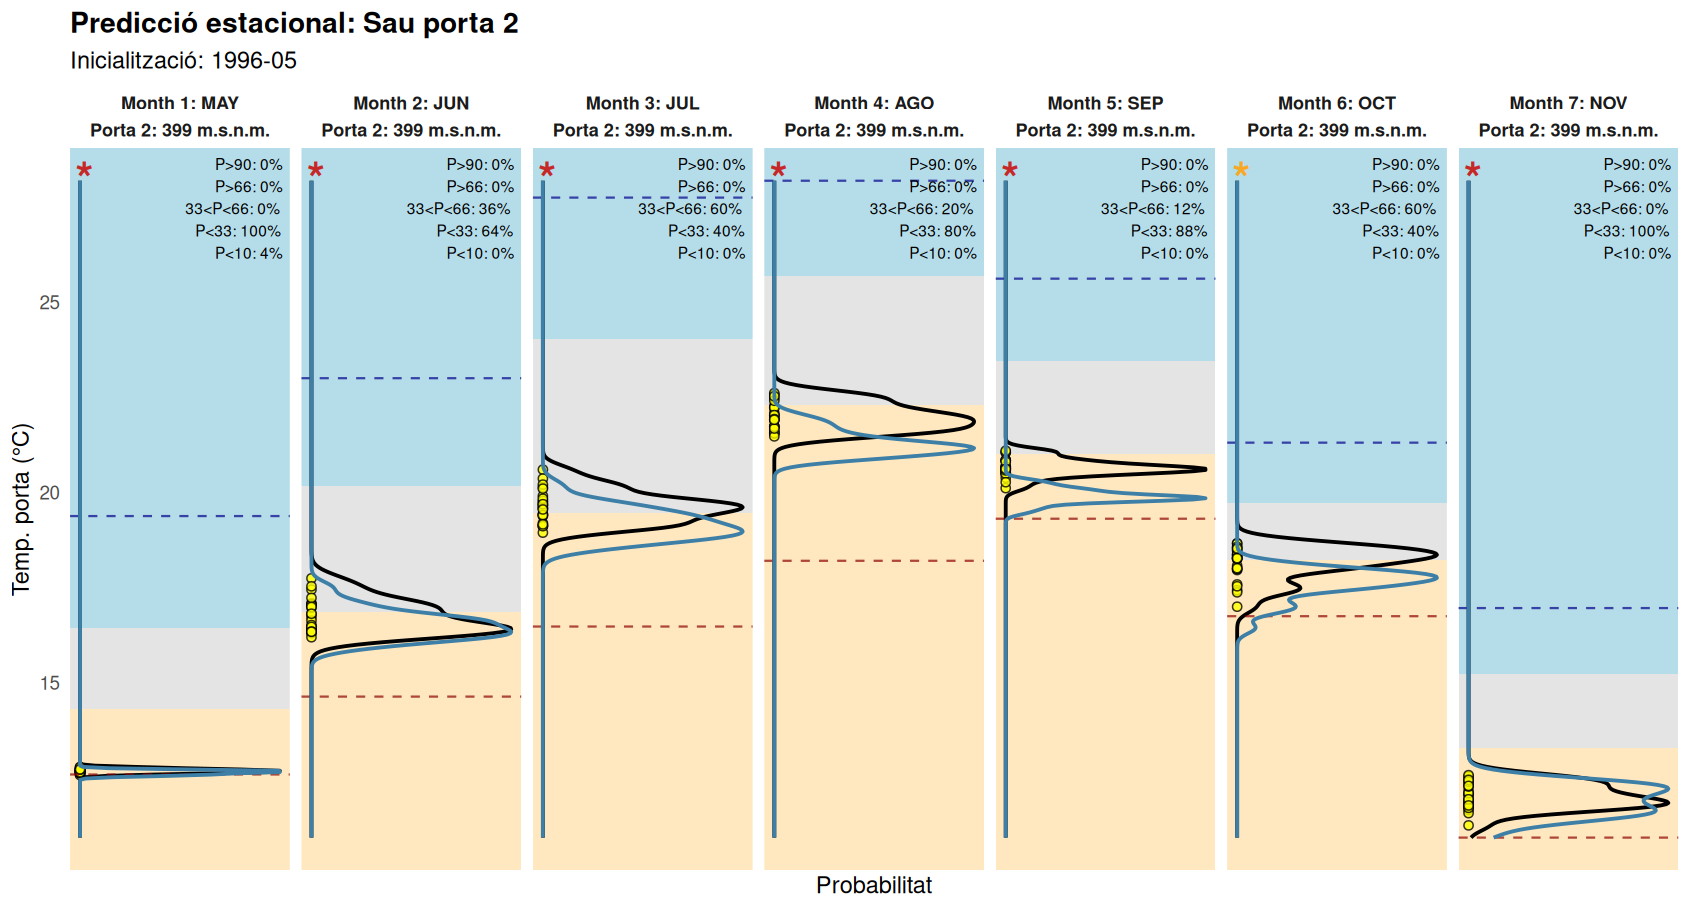 Predicció estacional: Sau porta 2
Inicialització: 1996-05
Month 1: MAY
Porta 2: 399 m.s.n.m.
Month 2: JUN
Porta 2: 399 m.s.n.m.
Month 3: JUL
Porta 2: 399 m.s.n.m.
Month 4: AGO
Porta 2: 399 m.s.n.m.
Month 5: SEP
Porta 2: 399 m.s.n.m.
Month 6: OCT
Porta 2: 399 m.s.n.m.
Month 7: NOV
Porta 2: 399 m.s.n.m.
*
P>90: 0%
P>66: 0%
33<P<66: 0%
P<33: 100%
P<10: 4%
*
P>90: 0%
P>66: 0%
33<P<66: 36%
P<33: 64%
P<10: 0%
*
P>90: 0%
P>66: 0%
33<P<66: 60%
P<33: 40%
P<10: 0%
*
P>90: 0%
P>66: 0%
33<P<66: 20%
P<33: 80%
P<10: 0%
*
P>90: 0%
P>66: 0%
33<P<66: 12%
P<33: 88%
P<10: 0%
*
P>90: 0%
P>66: 0%
33<P<66: 60%
P<33: 40%
P<10: 0%
*
P>90: 0%
P>66: 0%
33<P<66: 0%
P<33: 100%
P<10: 0%
Temp. porta (°C)
25
20
15
Probabilitat